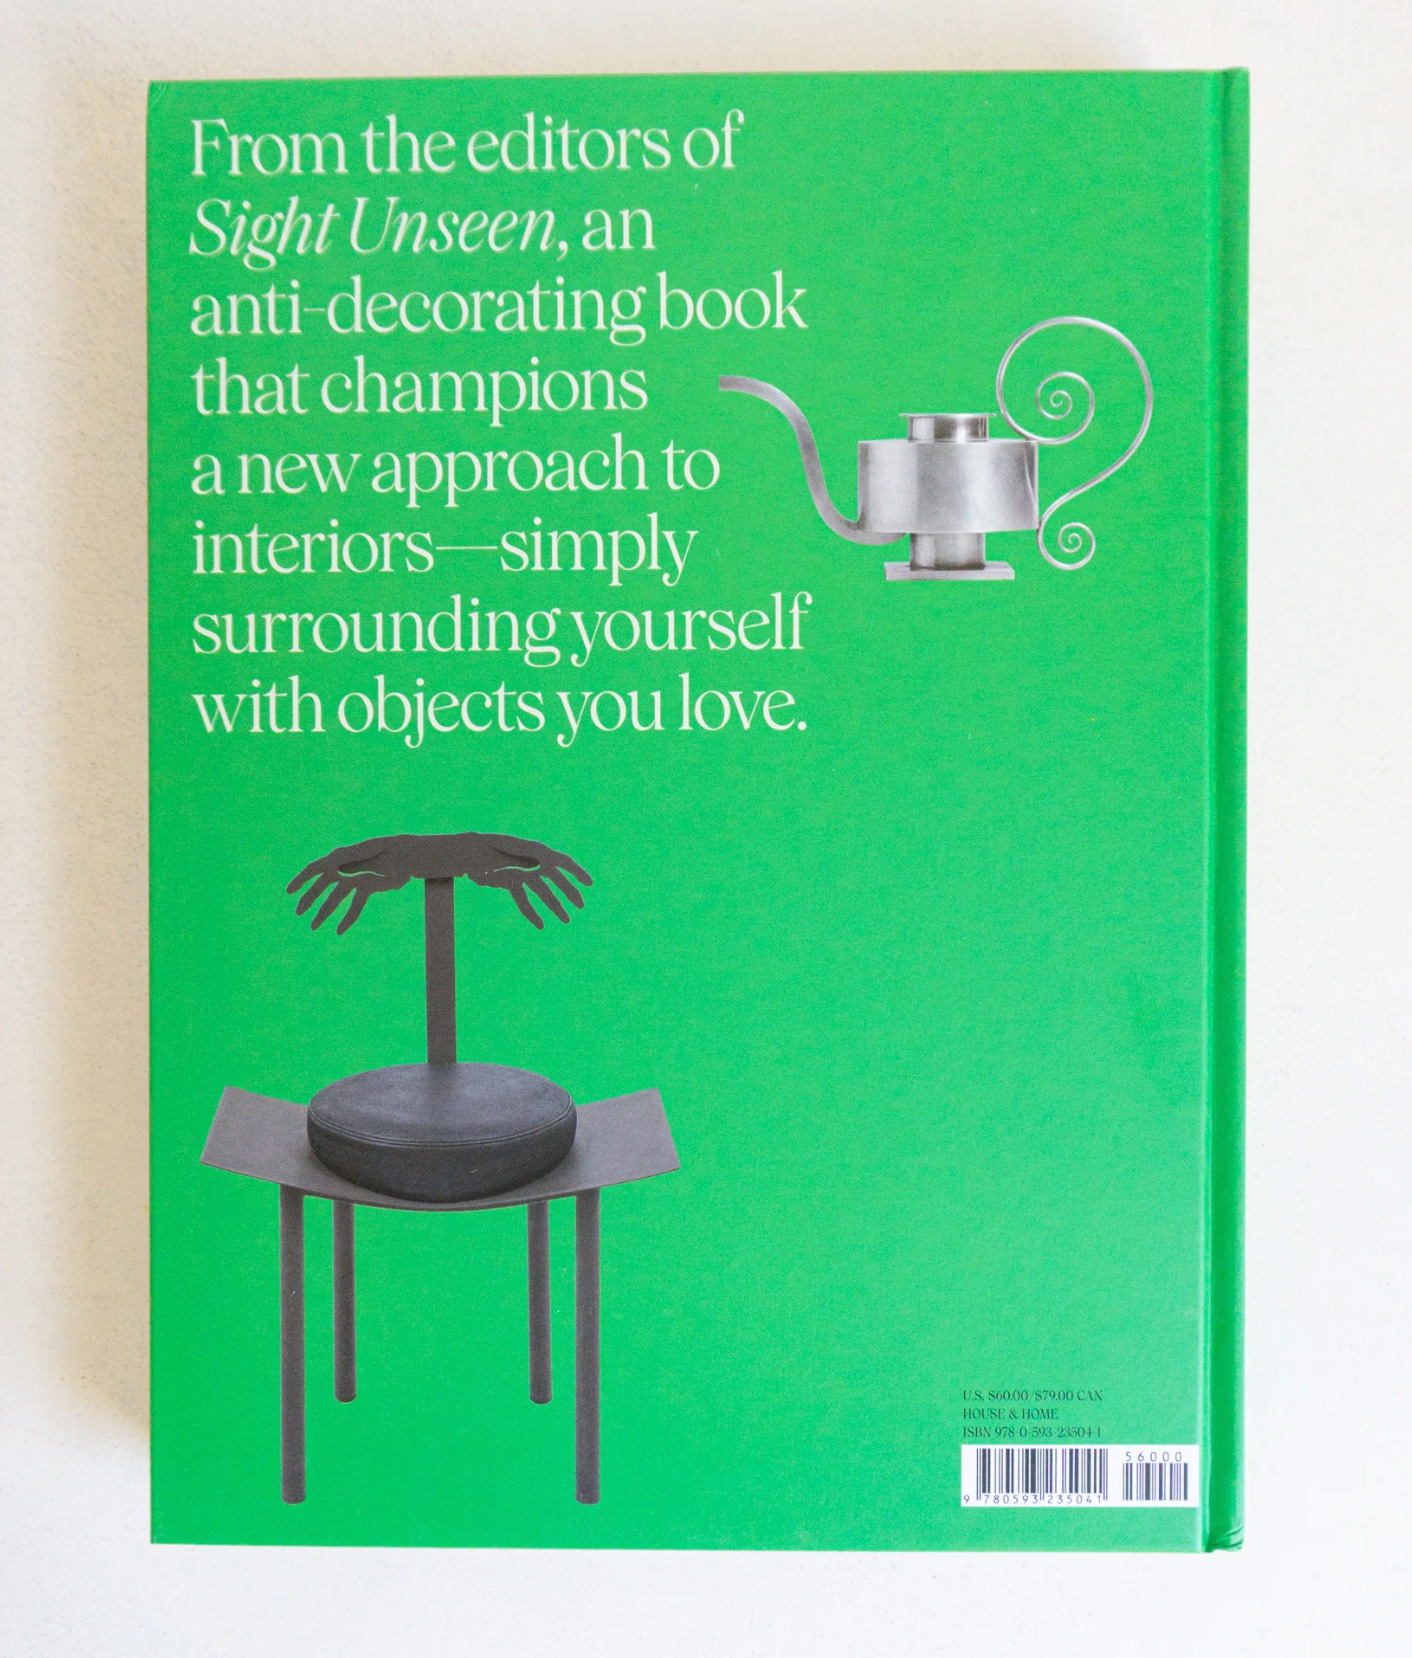 From the editors of
Sight Unseen, an
anti-decorating book
that champions
a new approach to
interiors—simply
surrounding yourself
with objects you love.
U.S. $60.00/$79.00 CAN
HOUSE & HOME
ISBN 978-0-593-23504-1
56000
9 780593 235041